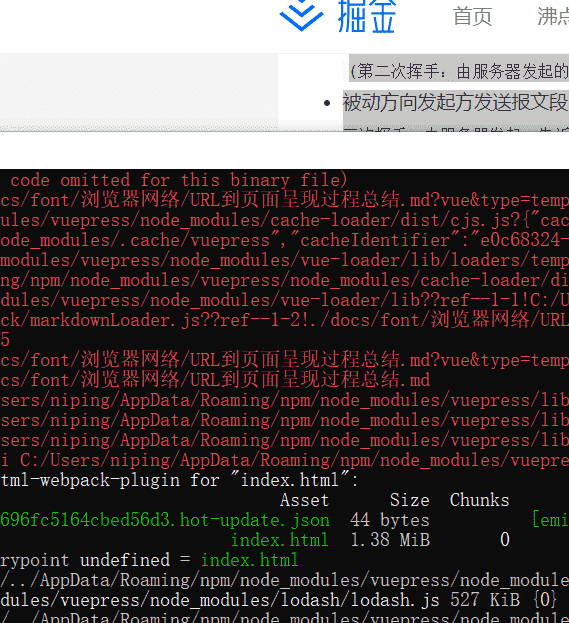 掘金 首页 沸点
(第二次挥手：由服务器发起的
被动方向发起方发送报文段
code omitted for this binary file)
cs/font/浏览器网络/URL到页面呈现过程总结.md?vue&type=temp
ules/vuepress/node_modules/cache-loader/dist/cjs.js?{"cac
ode_modules/.cache/vuepress","cacheIdentifier":"e0c68324-
modules/vuepress/node_modules/vue-loader/lib/loaders/temp
ng/npm/node_modules/vuepress/node_modules/cache-loader/di
dules/vuepress/node_modules/vue-loader/lib??ref--1-1!C:/U
ck/markdownLoader.js??ref--1-2!./docs/font/浏览器网络/URL
5
cs/font/浏览器网络/URL到页面呈现过程总结.md?vue&type=temp
cs/font/浏览器网络/URL到页面呈现过程总结.md
sers/niping/AppData/Roaming/npm/node_modules/vuepress/lib
sers/niping/AppData/Roaming/npm/node_modules/vuepress/lib
sers/niping/AppData/Roaming/npm/node_modules/vuepress/lib
i C:/Users/niping/AppData/Roaming/npm/node_modules/vuepre
tml-webpack-plugin for "index.html":
Asset Size Chunks
696fc5164cbed56d3.hot-update.json 44 bytes [emi
index.html 1.38 MiB 0
rypoint undefined = index.html
/../AppData/Roaming/npm/node_modules/vuepress/node_module
dules/vuepress/node_modules/lodash/lodash.js 527 KiB {0}
/../AppData/Roaming/npm/node_modules/vuepress/node_module